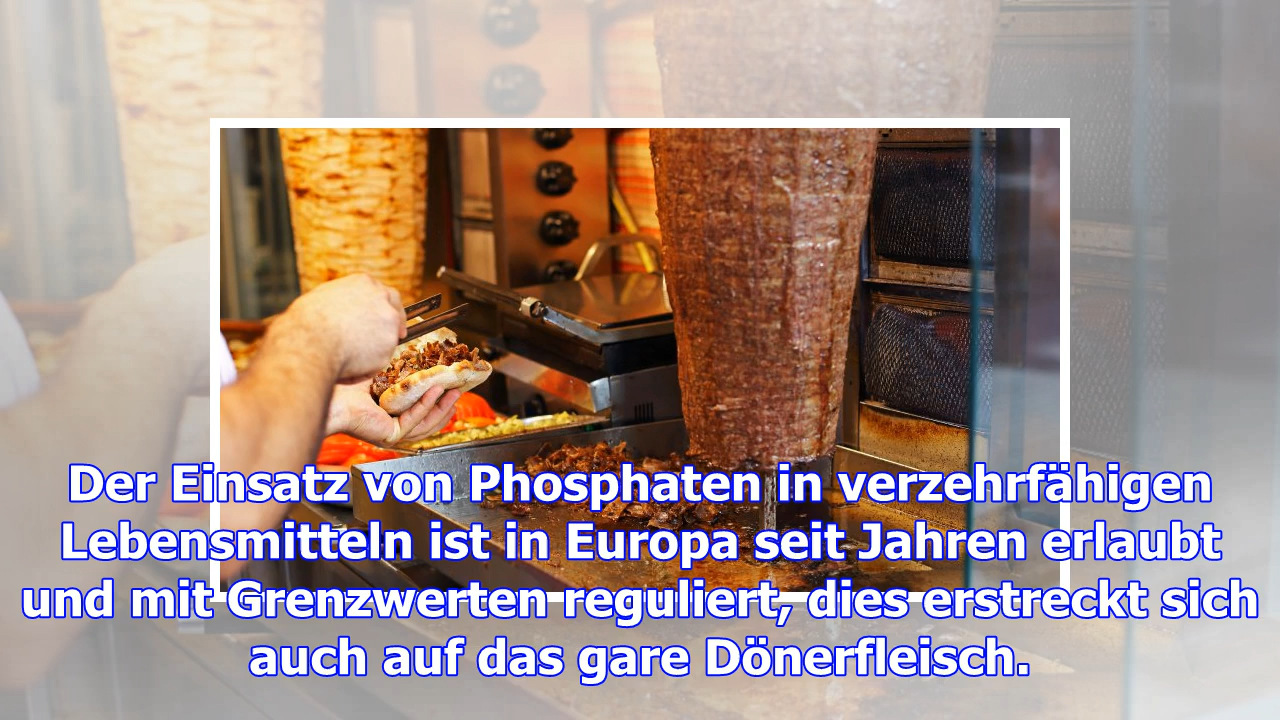 Der Einsatz von Phosphaten in verzehrfähigen
Lebensmitteln ist in Europa seit Jahren erlaubt
und mit Grenzwerten reguliert, dies erstreckt sich
auch auf das gare Dönerfleisch.